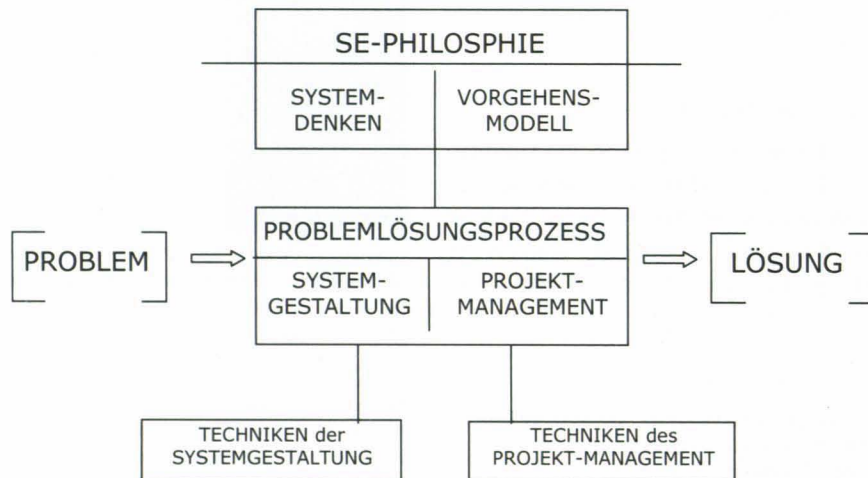 SE-PHILOSPHIE
SYSTEM-
DENKEN
VORGEHENS-
MODELL
PROBLEM
PROBLEMLÖSUNGSPROZESS
SYSTEM-
GESTALTUNG
PROJEKT-
MANAGEMENT
LÖSUNG
TECHNIKEN der
SYSTEMGESTALTUNG
TECHNIKEN des
PROJEKT-MANAGEMENT